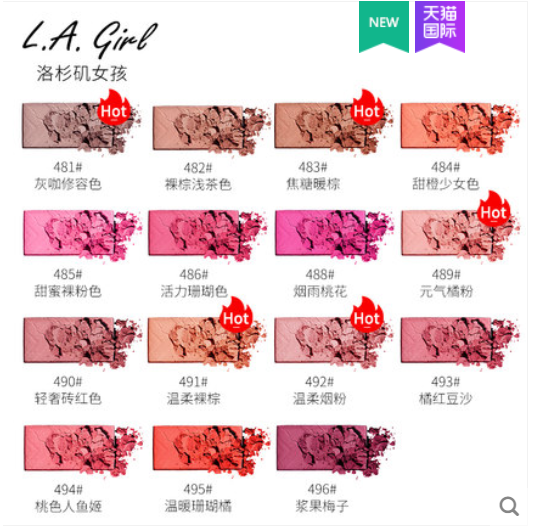 L.A. Girl
洛杉矶女孩
NEW
天猫
国际
Hot
Hot
481#
灰咖修容色
482#
裸棕浅茶色
483#
焦糖暖棕
484#
甜橙少女色
Hot
485#
甜蜜裸粉色
486#
活力珊瑚色
488#
烟雨桃花
489#
元气橘粉
Hot
Hot
490#
轻奢砖红色
491#
温柔裸棕
492#
温柔烟粉
493#
橘红豆沙
494#
桃色人鱼姬
495#
温暖珊瑚橘
496#
浆果梅子